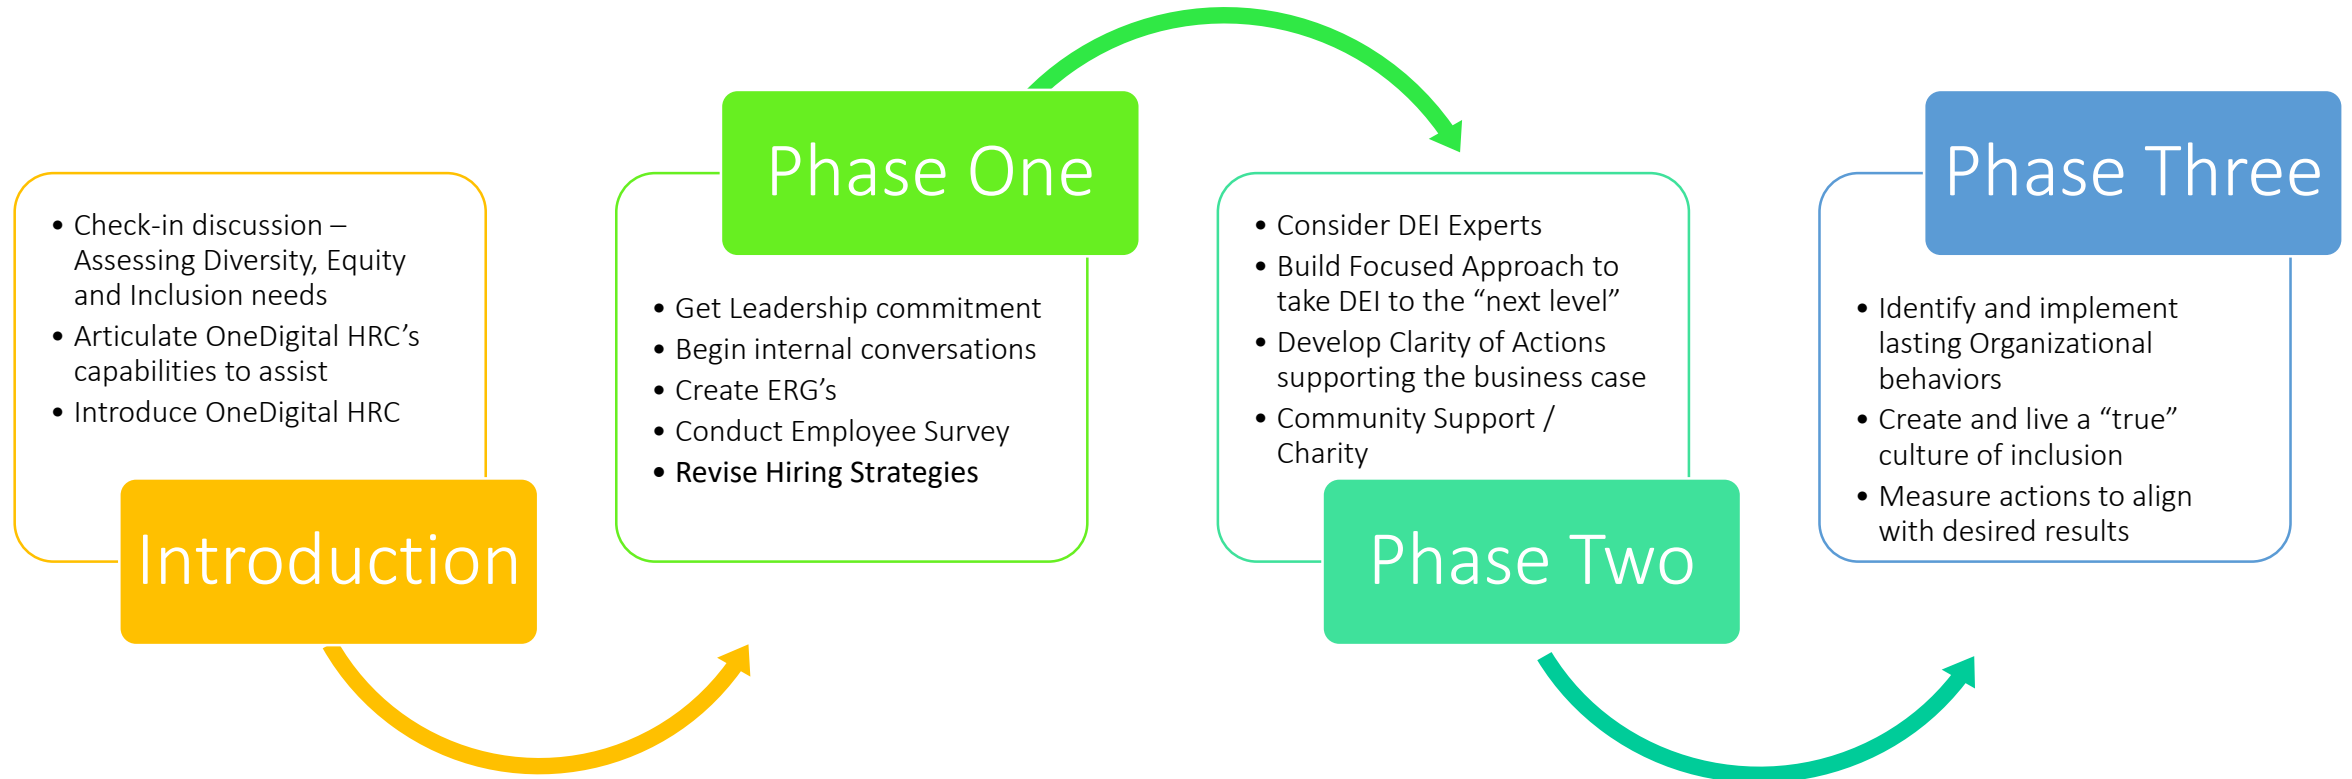 • Check-in discussion –
Assessing Diversity, Equity
and Inclusion needs
• Articulate OneDigital HRC’s
capabilities to assist
• Introduce OneDigital HRC
Introduction
Phase One
• Get Leadership commitment
• Begin internal conversations
• Create ERG’s
• Conduct Employee Survey
• Revise Hiring Strategies
• Consider DEI Experts
• Build Focused Approach to
take DEI to the “next level”
• Develop Clarity of Actions
supporting the business case
• Community Support /
Charity
Phase Two
Phase Three
• Identify and implement
lasting Organizational
behaviors
• Create and live a “true”
culture of inclusion
• Measure actions to align
with desired results